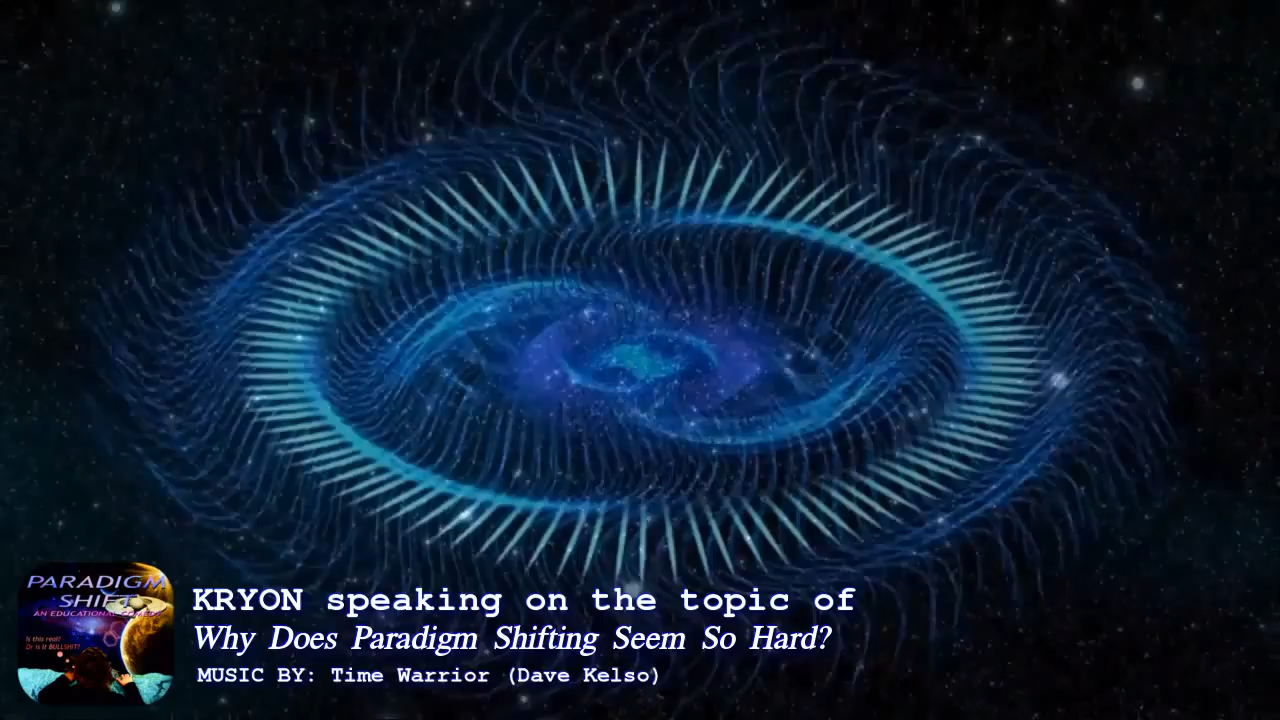 PARADIGM
SHIFT
AN EDUCATIONAL
Is this real?
Or is it BULLSHIT?
KRYON speaking on the topic of
Why Does Paradigm Shifting Seem So Hard?
MUSIC BY: Time Warrior (Dave Kelso)